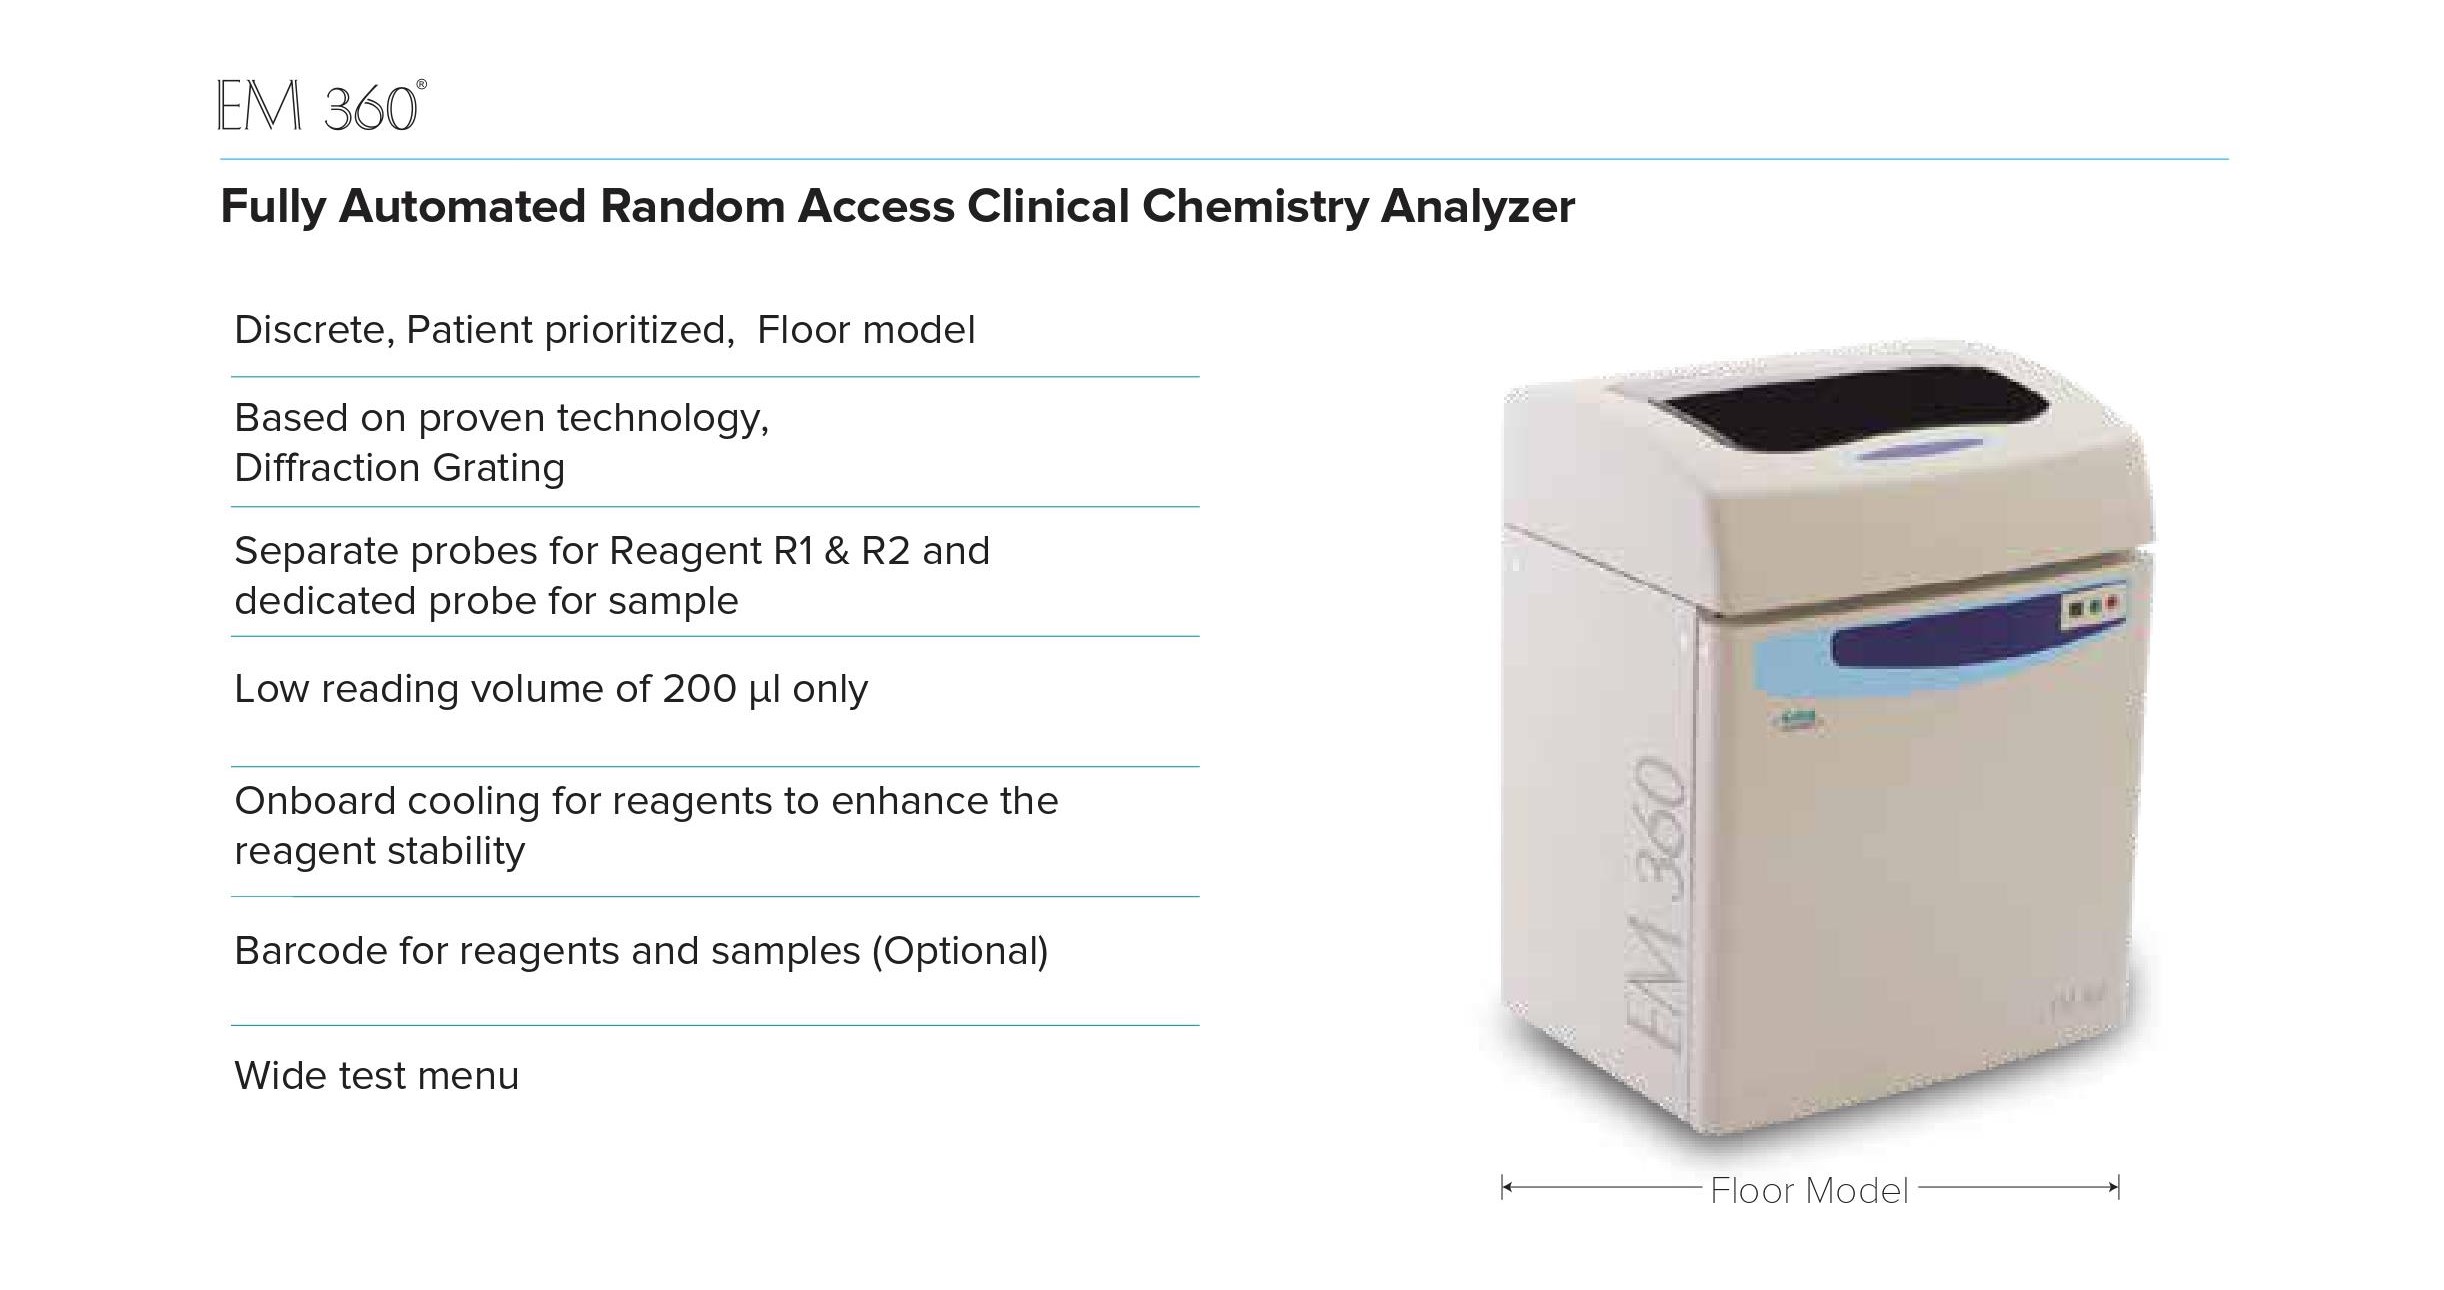 EM 360®
Fully Automated Random Access Clinical Chemistry Analyzer
Discrete, Patient prioritized, Floor model
Based on proven technology,
Diffraction Grating
Separate probes for Reagent R1 & R2 and
dedicated probe for sample
Low reading volume of 200 µl only
Onboard cooling for reagents to enhance the
reagent stability
Barcode for reagents and samples (Optional)
Wide test menu
EM 360
Floor Model